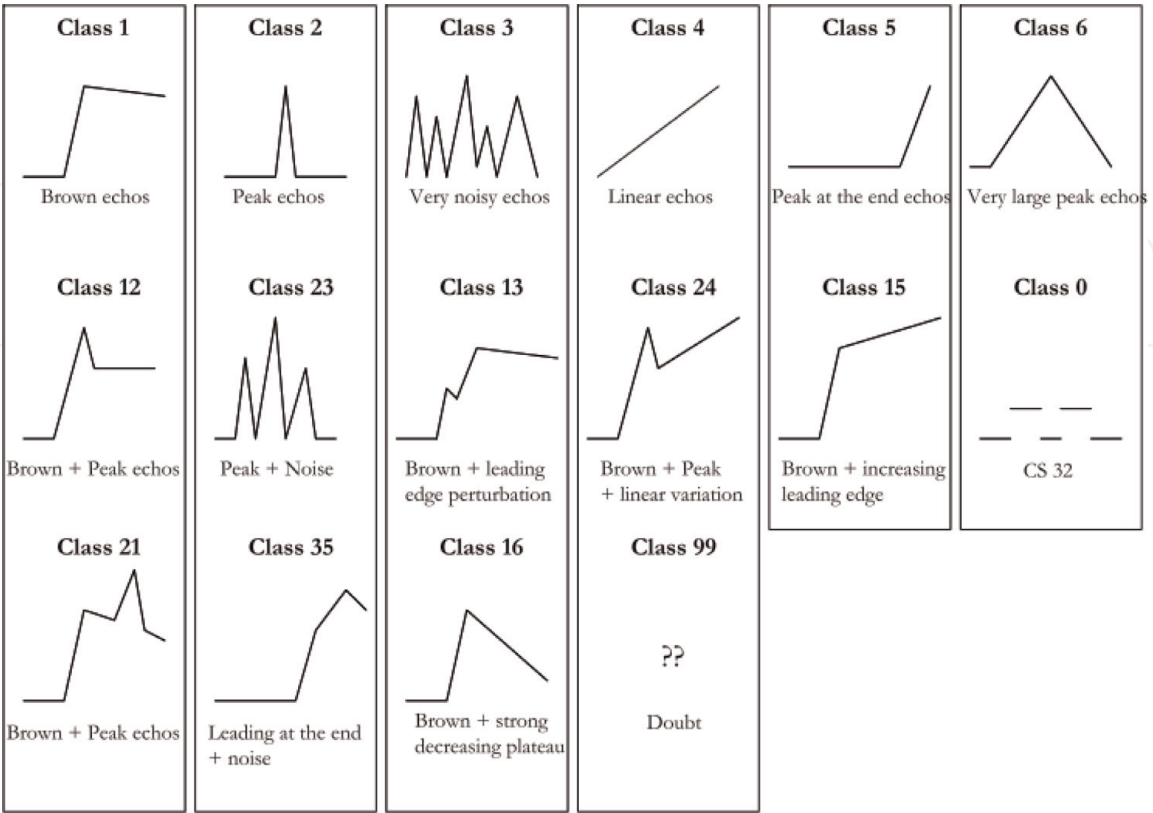 Class 1
Brown echos
Class 2
Peak echos
Class 3
Very noisy echos
Class 4
Linear echos
Class 5
Peak at the end echos
Class 6
Very large peak echos
Class 12
Brown + Peak echos
Class 23
Peak + Noise
Class 13
Brown + leading
edge perturbation
Class 24
Brown + Peak
+ linear variation
Class 15
Brown + increasing
leading edge
Class 0
CS 32
Class 21
Brown + Peak echos
Class 35
Leading at the end
+ noise
Class 16
Brown + strong
decreasing plateau
Class 99
??
Doubt